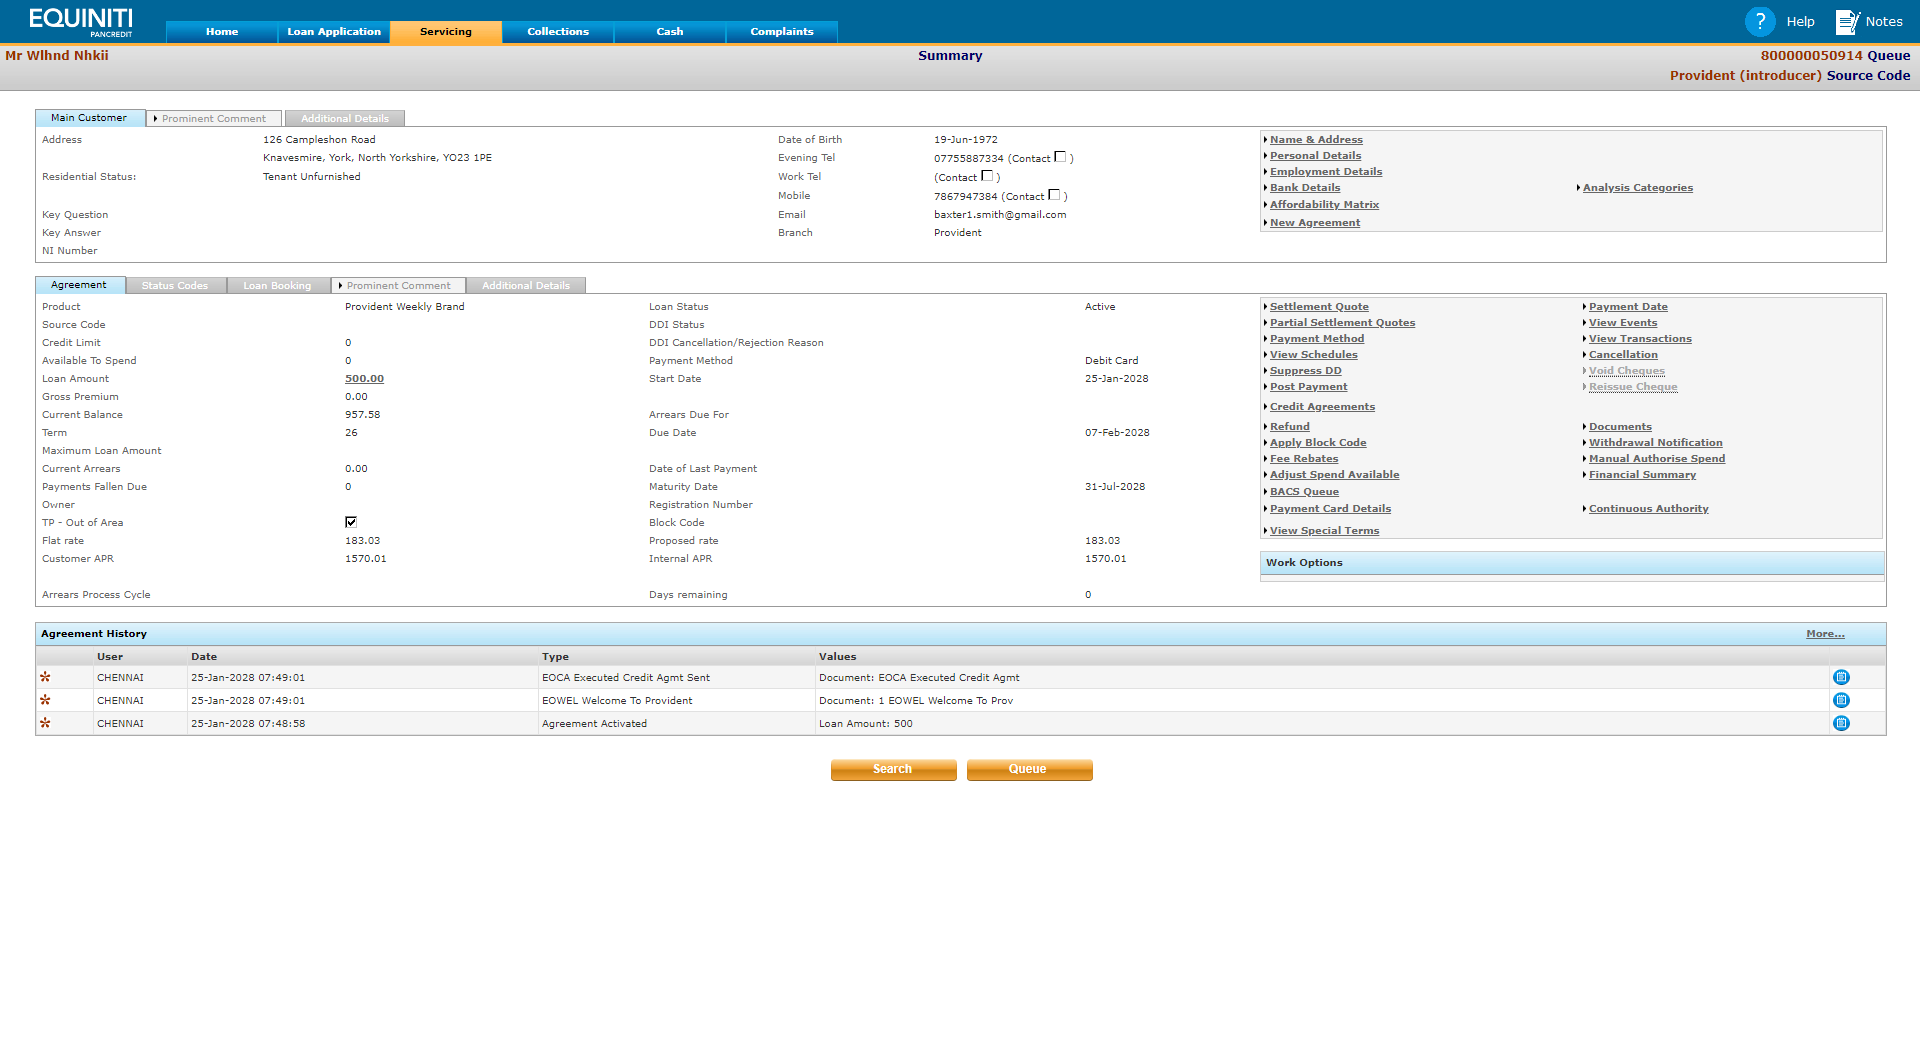 EQUINITI
PANCREDIT
Home Loan Application Servicing Collections Cash Complaints
? Help Notes
Mr Wlhnd Nhkii Summary 800000050914 Queue
Provident (introducer) Source Code
Main Customer Prominent Comment Additional Details
Address 126 Campleshon Road Date of Birth 19-Jun-1972 Name & Address
Knavesmire, York, North Yorkshire, YO23 1PE Evening Tel 07755887334 (Contact ) Personal Details
Residential Status: Tenant Unfurnished Work Tel (Contact ) Employment Details
Bank Details Analysis Categories
Mobile 7867947384 (Contact ) Affordability Matrix
Key Question Email baxter1.smith@gmail.com New Agreement
Key Answer Branch Provident
NI Number
Agreement Status Codes Loan Booking Prominent Comment Additional Details
Product Provident Weekly Brand Loan Status Active Settlement Quote Payment Date
Source Code DDI Status Partial Settlement Quotes View Events
Credit Limit 0 DDI Cancellation/Rejection Reason Payment Method View Transactions
Available To Spend 0 Payment Method Debit Card View Schedules Cancellation
Loan Amount 500.00 Start Date 25-Jan-2028 Suppress DD Void Cheques
Gross Premium 0.00 Post Payment Reissue Cheque
Current Balance 957.58 Arrears Due For Credit Agreements
Term 26 Due Date 07-Feb-2028 Refund Documents
Maximum Loan Amount Apply Block Code Withdrawal Notification
Current Arrears 0.00 Date of Last Payment Fee Rebates Manual Authorise Spend
Payments Fallen Due 0 Maturity Date 31-Jul-2028 Adjust Spend Available Financial Summary
Owner Registration Number BACS Queue
TP - Out of Area Block Code Payment Card Details Continuous Authority
Flat rate 183.03 Proposed rate 183.03 View Special Terms
Customer APR 1570.01 Internal APR 1570.01 Work Options
Arrears Process Cycle Days remaining 0
Agreement History More...
User Date Type Values
CHENNAI 25-Jan-2028 07:49:01 EOCA Executed Credit Agmt Sent Document: EOCA Executed Credit Agmt
CHENNAI 25-Jan-2028 07:49:01 EOWEL Welcome To Provident Document: 1 EOWEL Welcome To Prov
CHENNAI 25-Jan-2028 07:48:58 Agreement Activated Loan Amount: 500
Search Queue